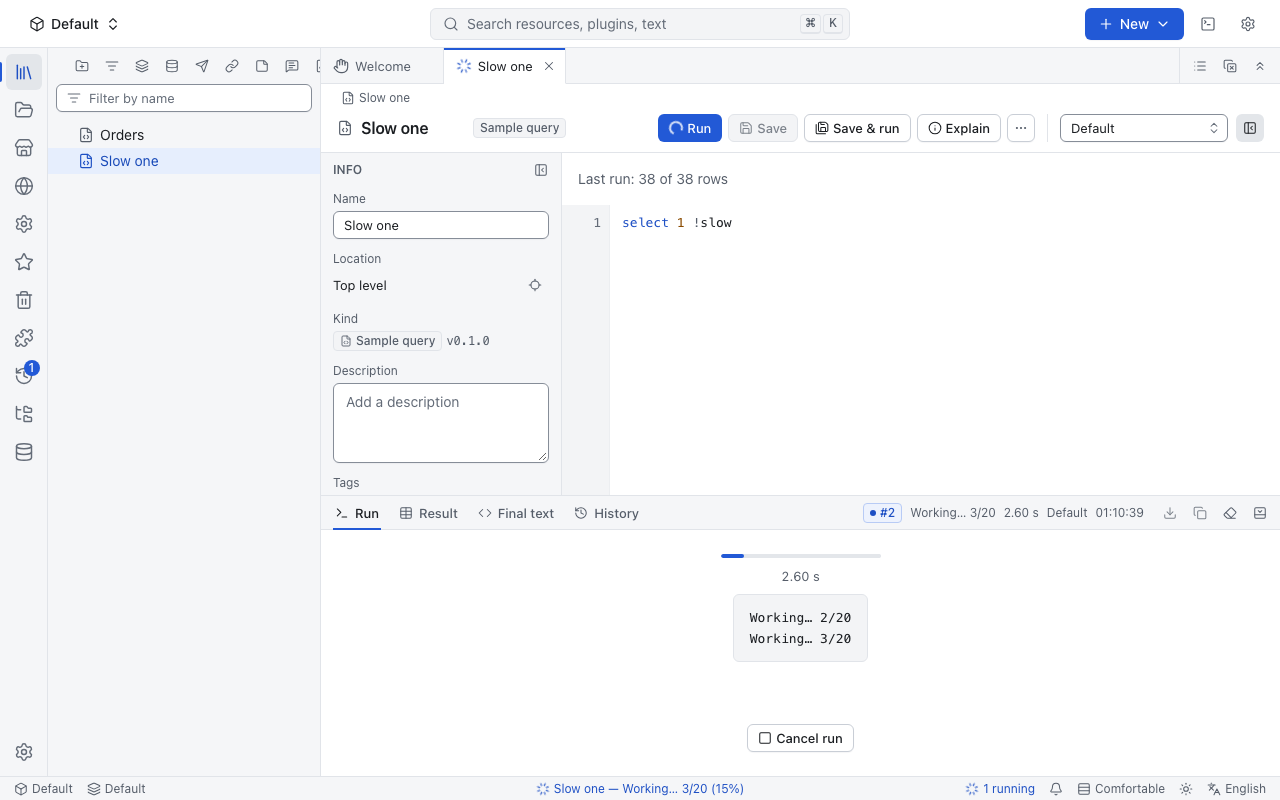 Default
Search resources, plugins, text
⌘ K
New
Welcome
Slow one
Filter by name
Orders
Slow one
1
Slow one
Slow one
Sample query
Run
Save
Save & run
Explain
Default
INFO
Name
Slow one
Location
Top level
Kind
Sample query v0.1.0
Description
Add a description
Tags
Last run: 38 of 38 rows
1 select 1 !slow
Run
Result
Final text
History
#2
Working… 3/20
2.60 s
Default
01:10:39
2.60 s
Working… 2/20
Working… 3/20
Cancel run
Default
Default
Slow one — Working… 3/20 (15%)
1 running
Comfortable
English